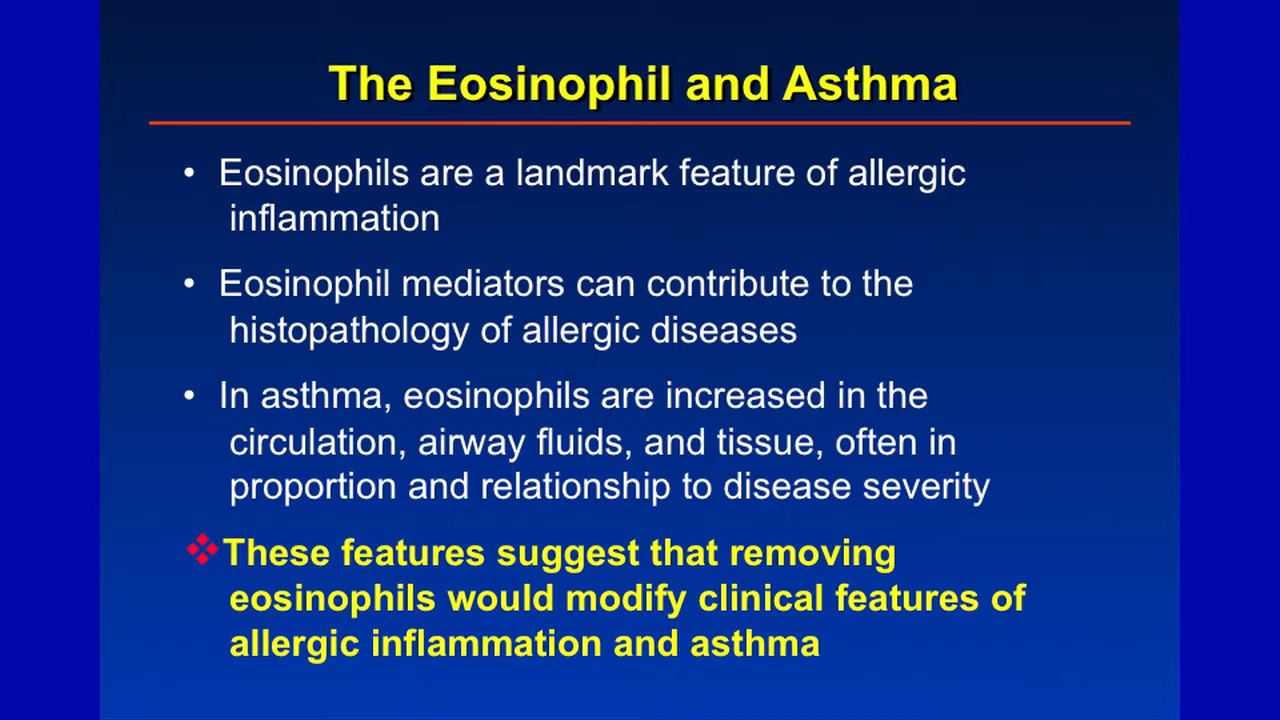 The Eosinophil and Asthma
• Eosinophils are a landmark feature of allergic
inflammation
• Eosinophil mediators can contribute to the
histopathology of allergic diseases
• In asthma, eosinophils are increased in the
circulation, airway fluids, and tissue, often in
proportion and relationship to disease severity
❖These features suggest that removing
eosinophils would modify clinical features of
allergic inflammation and asthma